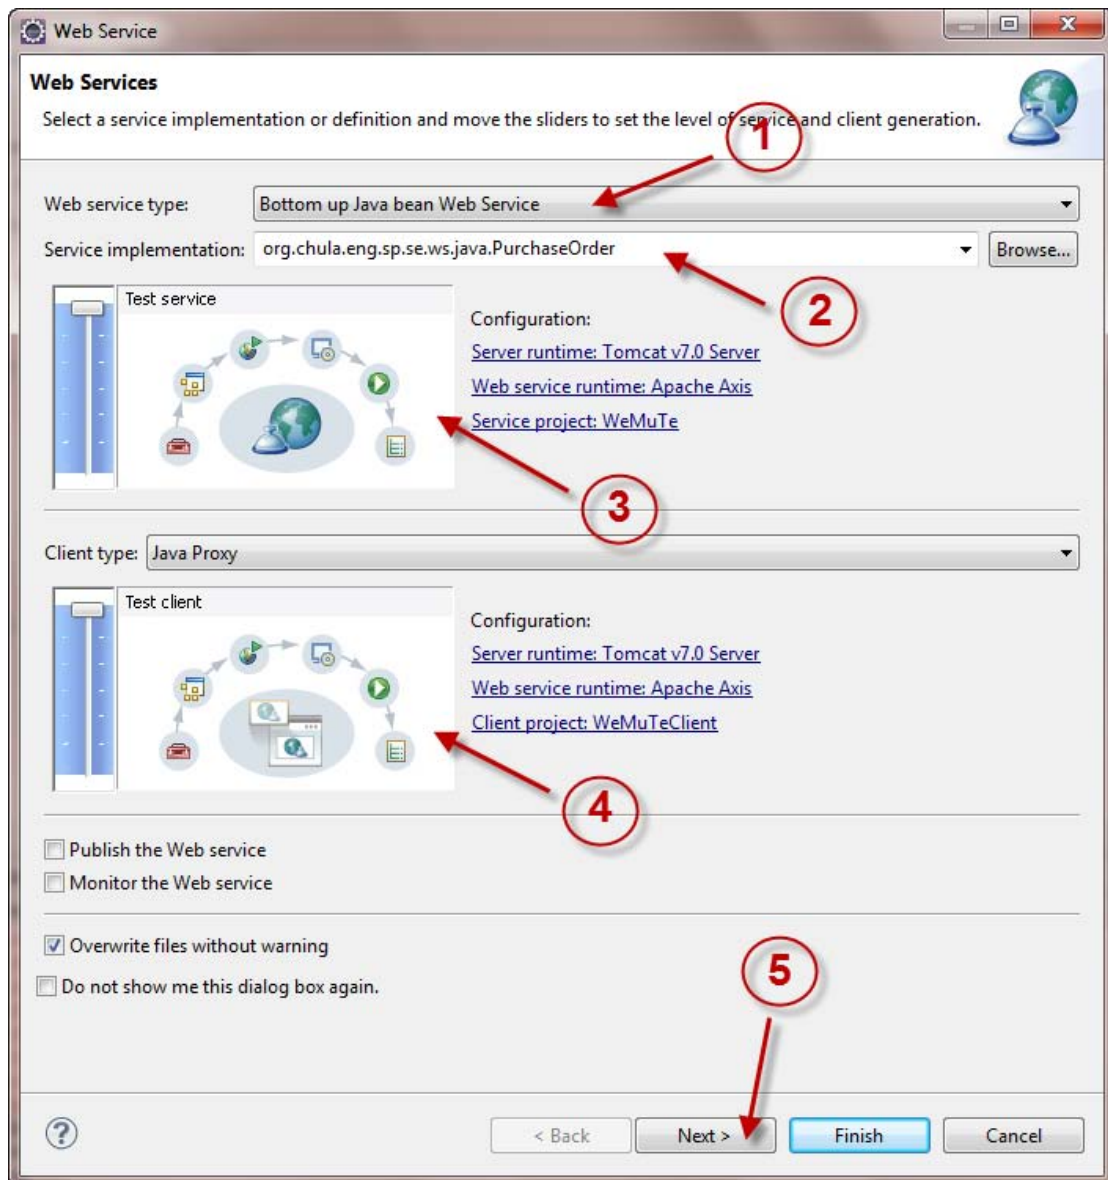 Web Service
Web Services
Select a service implementation or definition and move the sliders to set the level of service and client generation.
1
Web service type: Bottom up Java bean Web Service
Service implementation: org.chula.eng.sp.se.ws.java.PurchaseOrder Browse...
2
Test service
Configuration:
Server runtime: Tomcat v7.0 Server
Web service runtime: Apache Axis
Service project: WeMuTe
3
Client type: Java Proxy
Test client
Configuration:
Server runtime: Tomcat v7.0 Server
Web service runtime: Apache Axis
Client project: WeMuTeClient
4
Publish the Web service
Monitor the Web service
Overwrite files without warning
5
Do not show me this dialog box again.
? < Back Next > Finish Cancel